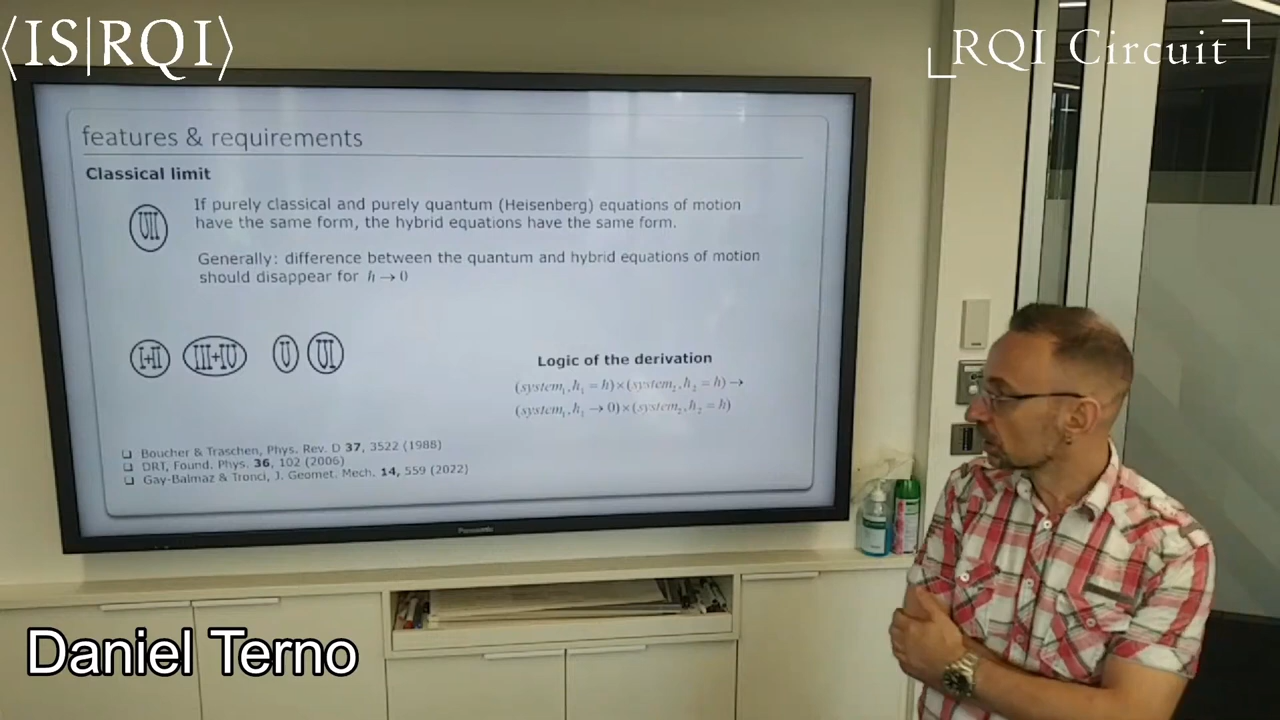 ⟨IS|RQI⟩
RQI Circuit
features & requirements
Classical limit
VII
If purely classical and purely quantum (Heisenberg) equations of motion
have the same form, the hybrid equations have the same form.
Generally: difference between the quantum and hybrid equations of motion
should disappear for ℏ → 0
I+II III+IV V VI
Logic of the derivation
(system₁, ℏ₁ = ℏ) × (system₂, ℏ₂ = ℏ) →
(system₁, ℏ₁ → 0) × (system₂, ℏ₂ = ℏ)
❑ Boucher & Traschen, Phys. Rev. D 37, 3522 (1988)
❑ DRT, Found. Phys. 36, 102 (2006)
❑ Gay-Balmaz & Tronci, J. Geomet. Mech. 14, 559 (2022)
Panasonic
Daniel Terno